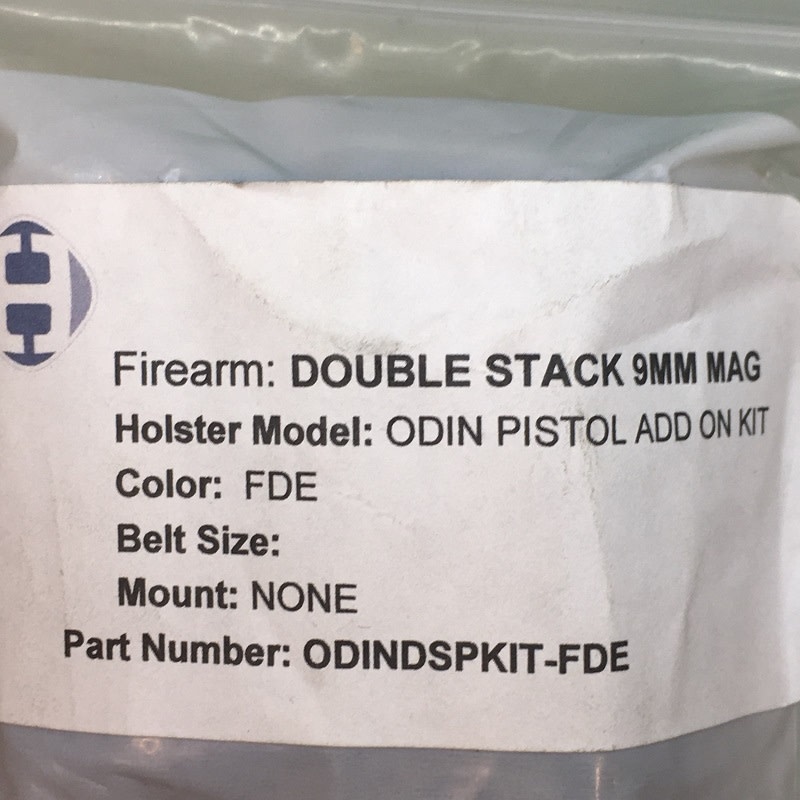 Firearm: DOUBLE STACK 9MM MAG
Holster Model: ODIN PISTOL ADD ON KIT
Color: FDE
Belt Size:
Mount: NONE
Part Number: ODINDSPKIT-FDE